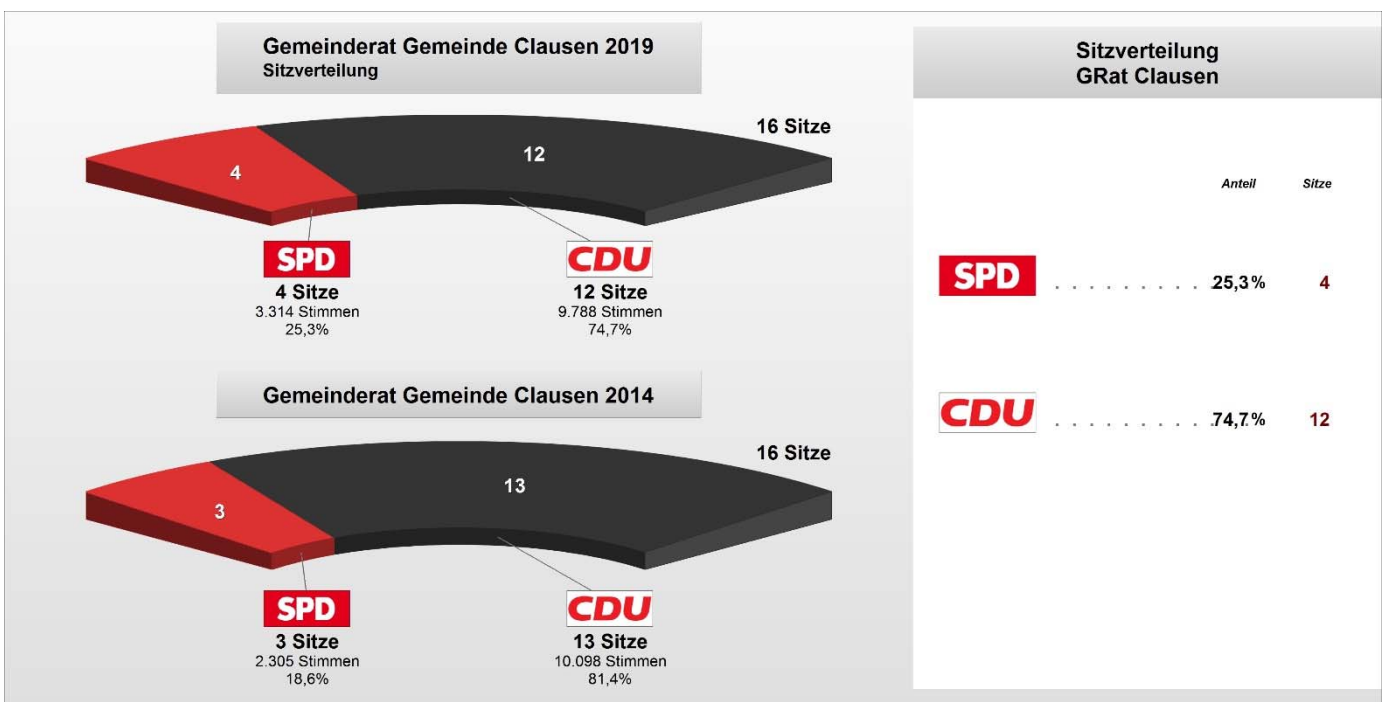 Gemeinderat Gemeinde Clausen 2019
Sitzverteilung
16 Sitze
4
12
SPD
CDU
4 Sitze
12 Sitze
3.314 Stimmen
9.788 Stimmen
25,3%
74,7%
Gemeinderat Gemeinde Clausen 2014
16 Sitze
3
13
SPD
CDU
3 Sitze
13 Sitze
2.305 Stimmen
10.098 Stimmen
18,6%
81,4%
Sitzverteilung
GRat Clausen
Anteil Sitze
SPD . . . . . . . . . . 25,3% 4
CDU . . . . . . . . . . 74,7% 12